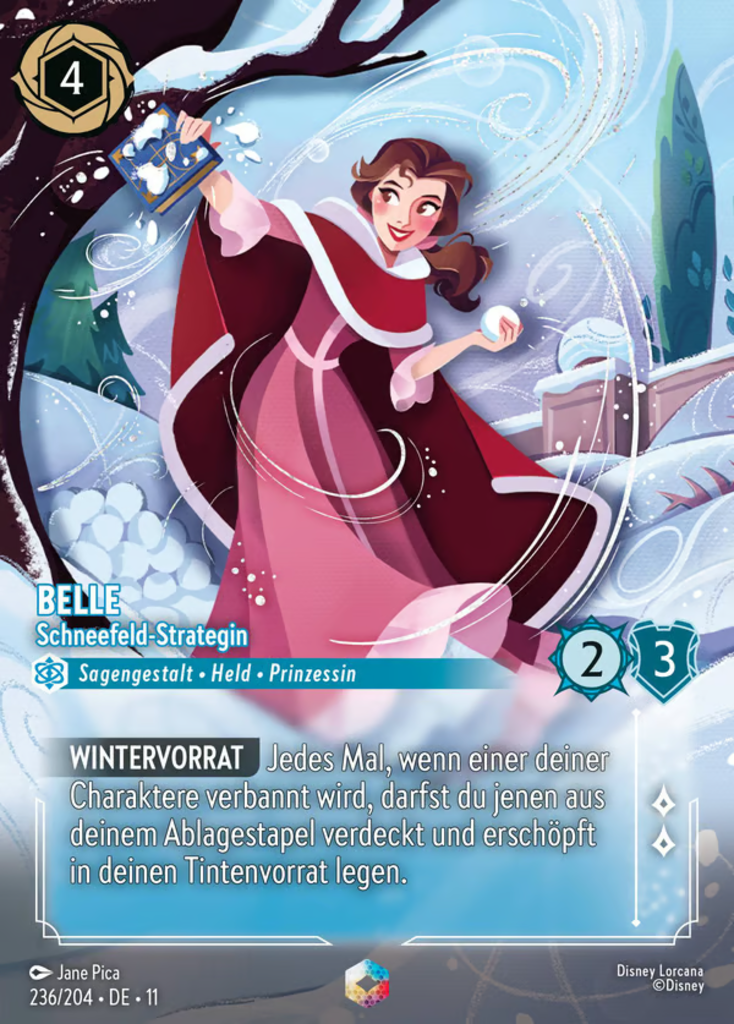 4
BELLE
Schneefeld-Strategin
Sagengestalt • Held • Prinzessin
2
3
WINTERVORRAT Jedes Mal, wenn einer deiner
Charaktere verbannt wird, darfst du jenen aus
deinem Ablagestapel verdeckt und erschöpft
in deinen Tintenvorrat legen.
Jane Pica
236/204 • DE • 11
Disney Lorcana
©Disney